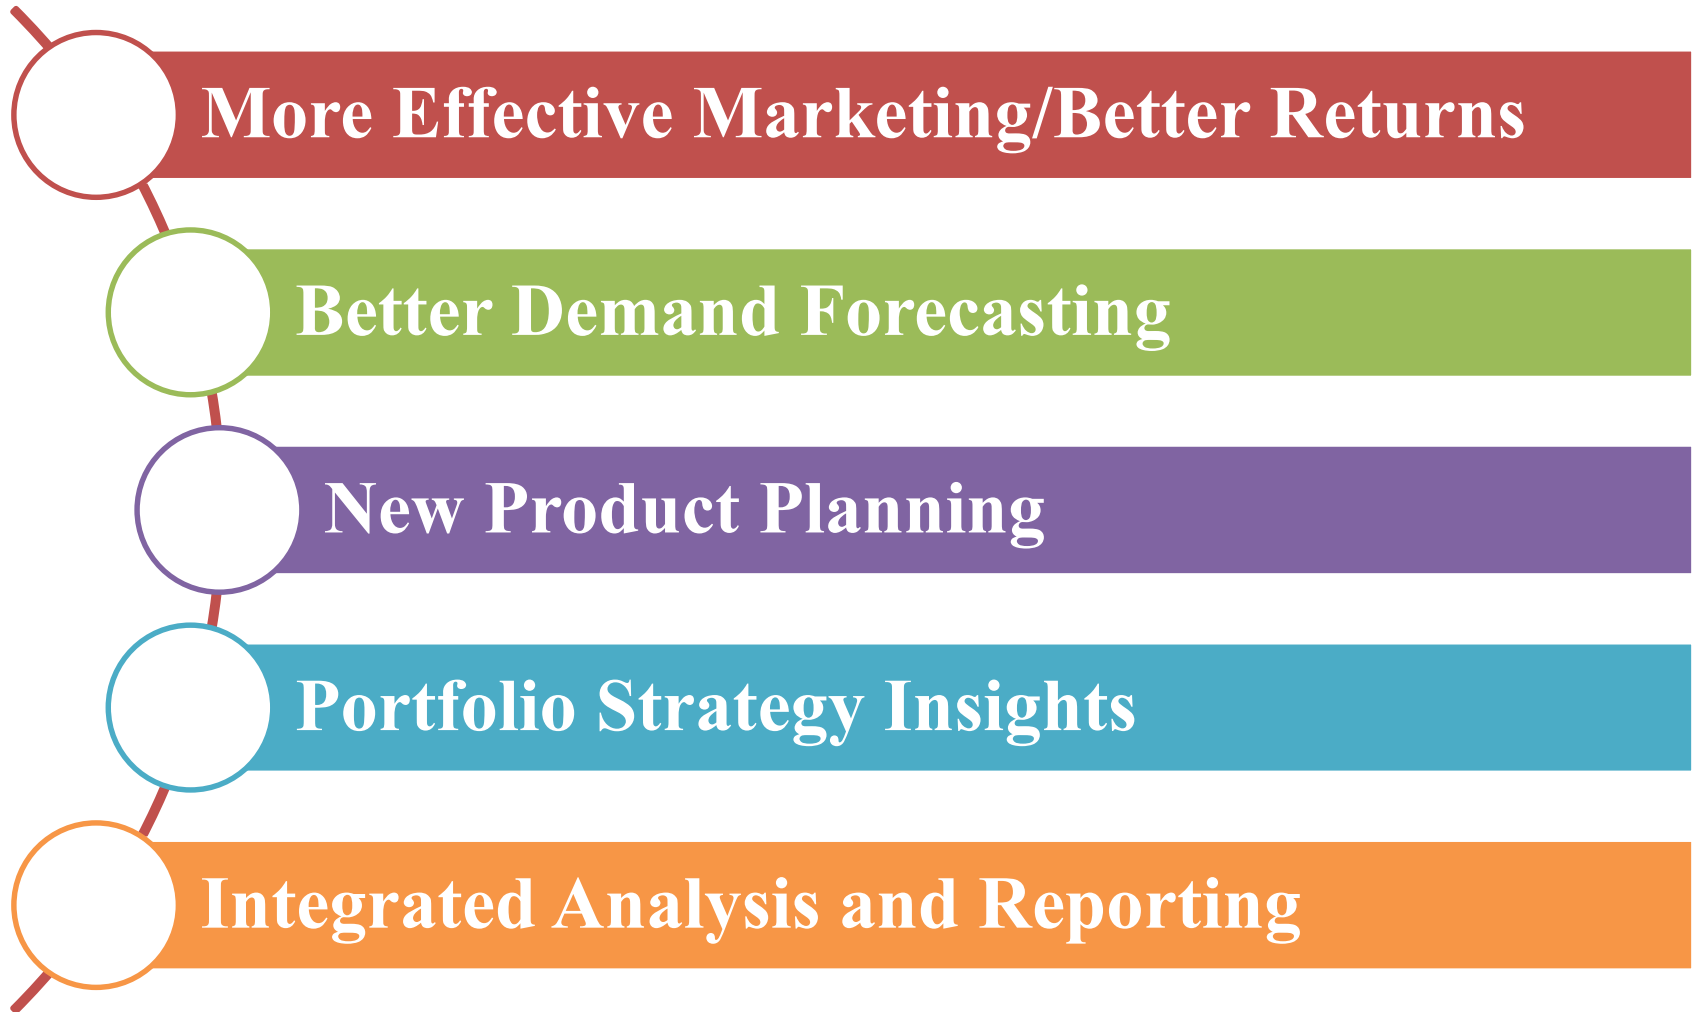 More Effective Marketing/Better Returns
Better Demand Forecasting
New Product Planning
Portfolio Strategy Insights
Integrated Analysis and Reporting